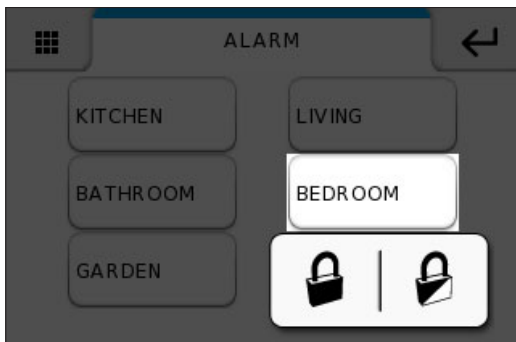 ALARM
KITCHEN
LIVING
BATHROOM
BEDROOM
GARDEN